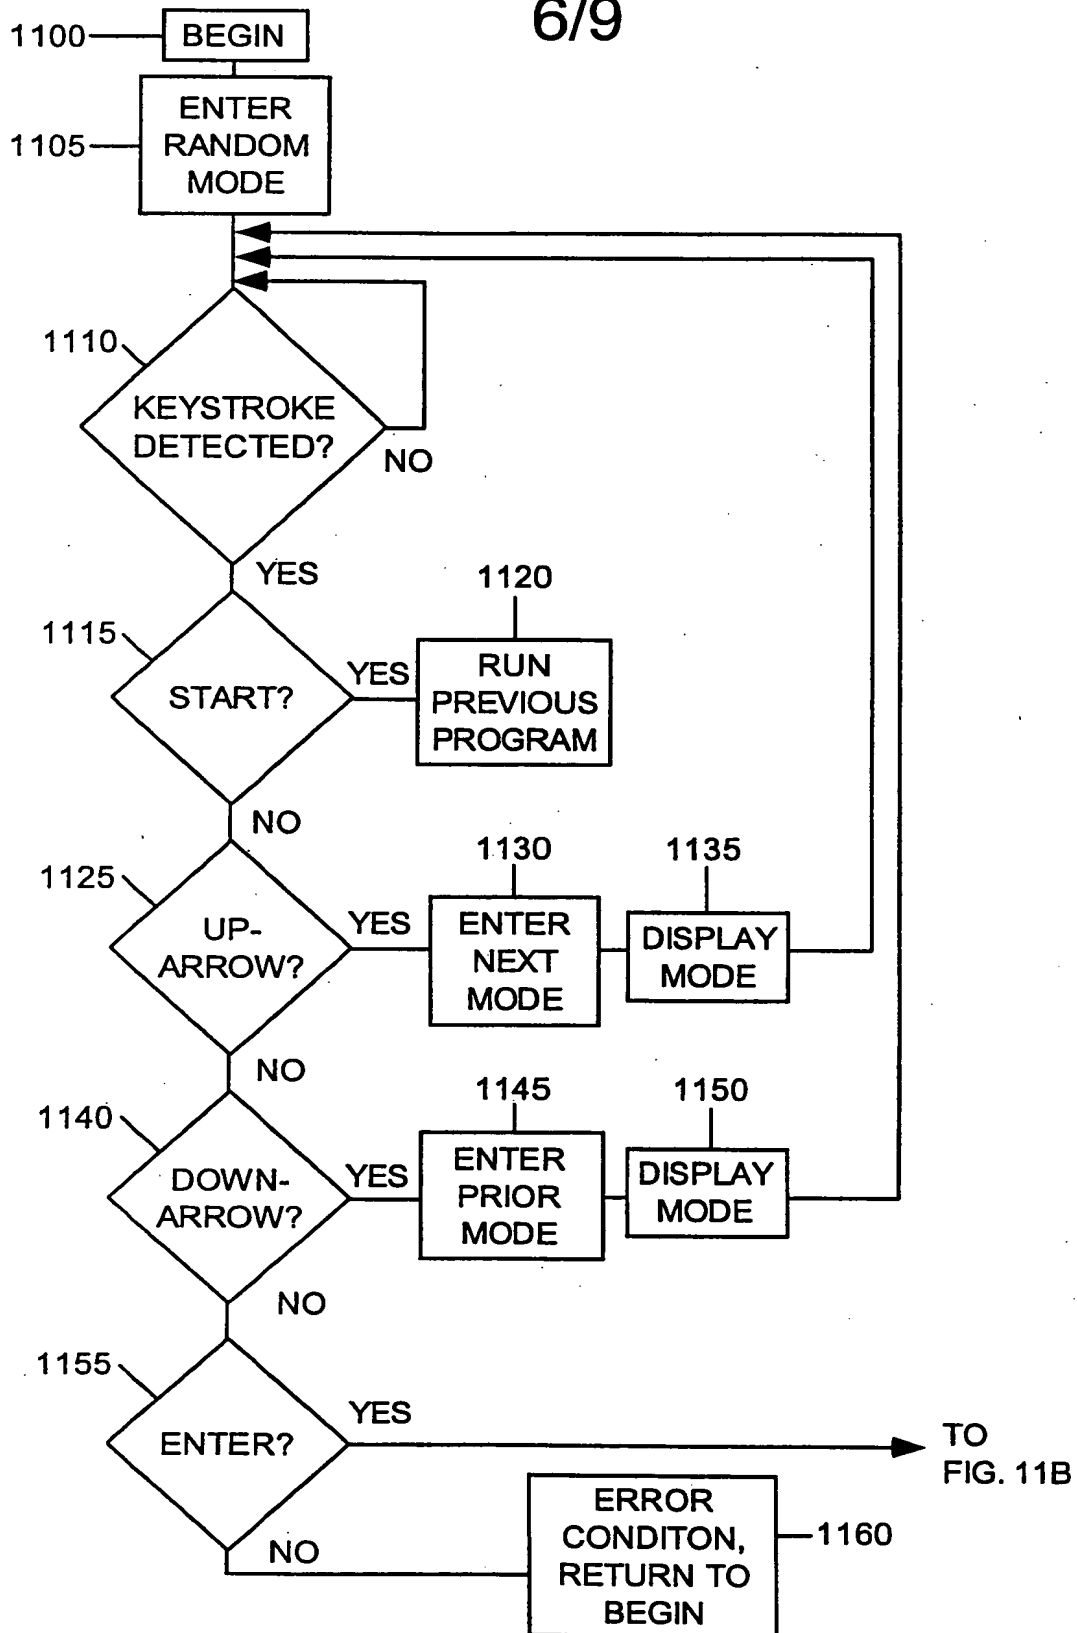 6/9
1100
BEGIN
ENTER
RANDOM
MODE
1105
1110
KEYSTROKE
DETECTED?
NO
YES
1115
START?
YES
1120
RUN
PREVIOUS
PROGRAM
NO
1125
UP-
ARROW?
YES
1130
ENTER
NEXT
MODE
1135
DISPLAY
MODE
NO
1140
DOWN-
ARROW?
YES
1145
ENTER
PRIOR
MODE
1150
DISPLAY
MODE
NO
1155
ENTER?
YES
TO
FIG. 11B
NO
ERROR
CONDITON,
RETURN TO
BEGIN
1160